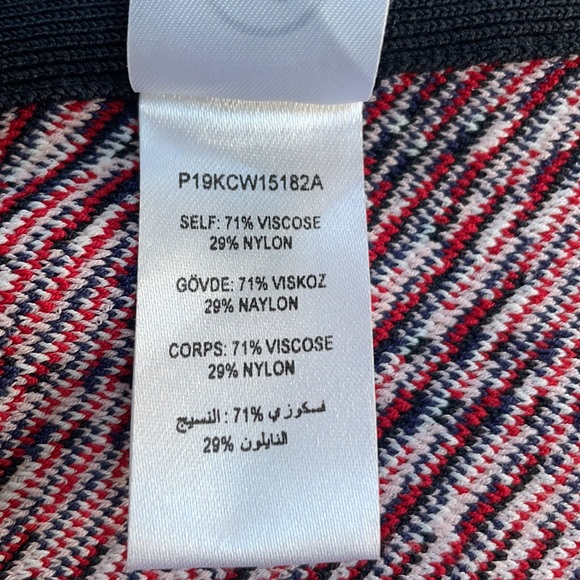 P19KCW15182A
SELF: 71% VISCOSE
29% NYLON
GÖVDE: 71% VISKOZ
29% NAYLON
CORPS: 71% VISCOSE
29% NYLON
فسكوزي %71 : النسيج
النايلون %29